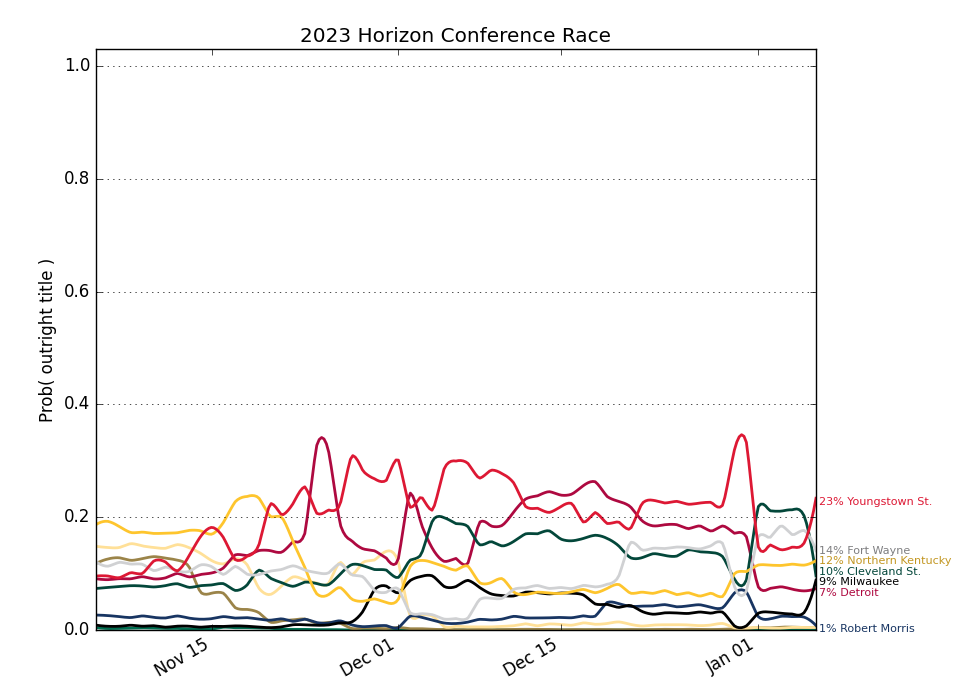 2023 Horizon Conference Race
Prob( outright title )
1.0
0.8
0.6
0.4
0.2
0.0
Nov 15
Dec 01
Dec 15
Jan 01
23% Youngstown St.
14% Fort Wayne
12% Northern Kentucky
10% Cleveland St.
9% Milwaukee
7% Detroit
1% Robert Morris